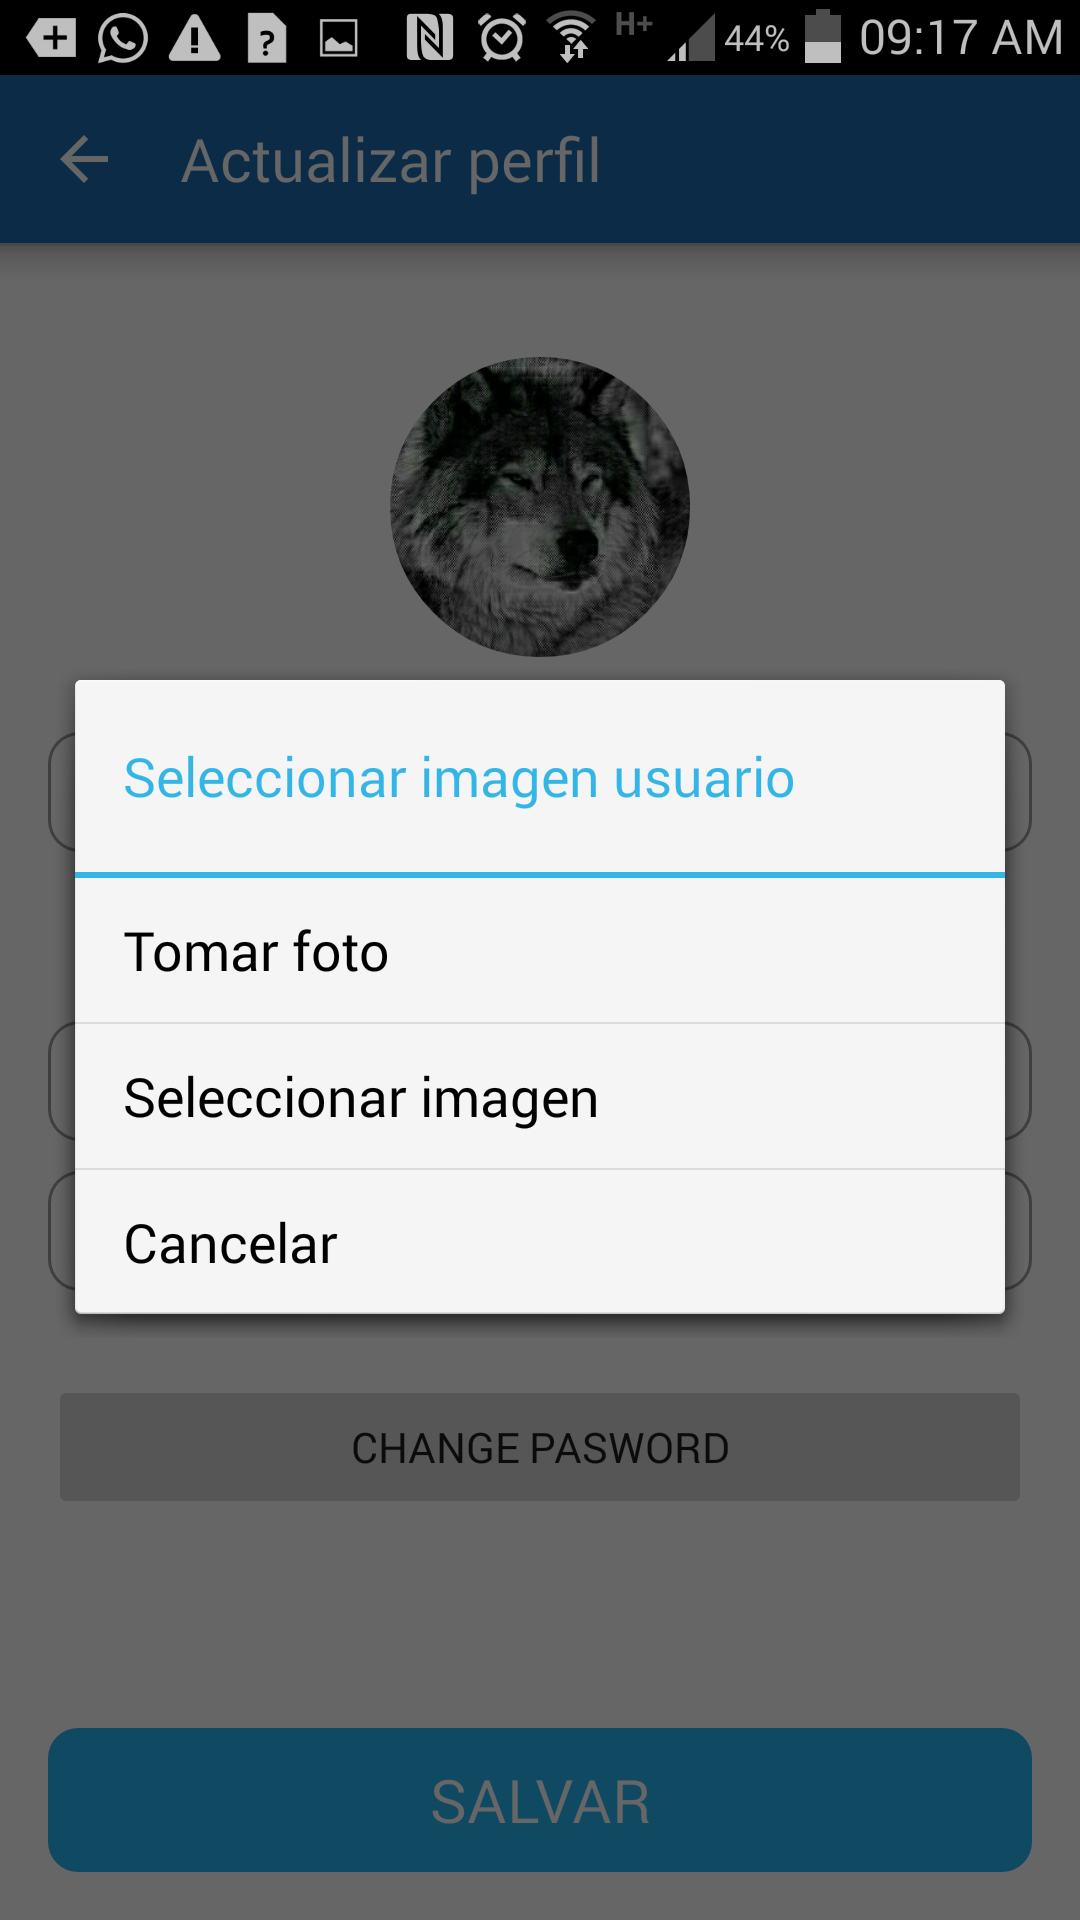 H+ 44% 09:17 AM
Actualizar perfil
Seleccionar imagen usuario
Tomar foto
Seleccionar imagen
Cancelar
CHANGE PASWORD
SALVAR